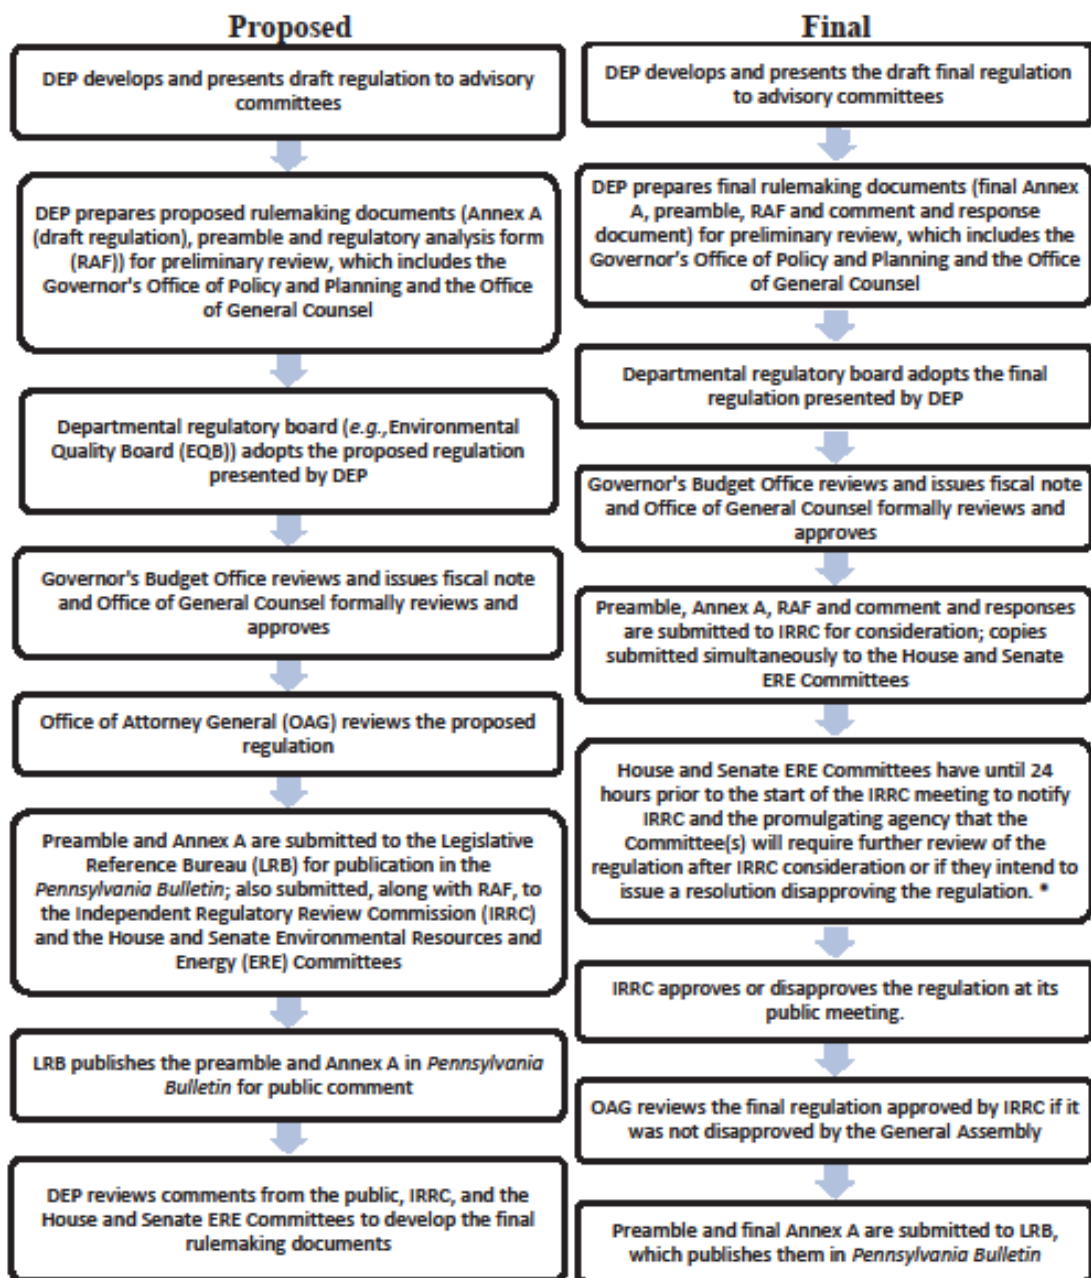 Proposed
DEP develops and presents draft regulation to advisory
committees
DEP prepares proposed rulemaking documents (Annex A
(draft regulation), preamble and regulatory analysis form
(RAF)) for preliminary review, which includes the
Governor's Office of Policy and Planning and the Office
of General Counsel
Departmental regulatory board (e.g.,Environmental
Quality Board (EQB)) adopts the proposed regulation
presented by DEP
Governor's Budget Office reviews and issues fiscal note
and Office of General Counsel formally reviews and
approves
Office of Attorney General (OAG) reviews the proposed
regulation
Preamble and Annex A are submitted to the Legislative
Reference Bureau (LRB) for publication in the
Pennsylvania Bulletin; also submitted, along with RAF, to
the Independent Regulatory Review Commission (IRRC)
and the House and Senate Environmental Resources and
Energy (ERE) Committees
LRB publishes the preamble and Annex A in Pennsylvania
Bulletin for public comment
DEP reviews comments from the public, IRRC, and the
House and Senate ERE Committees to develop the final
rulemaking documents
Final
DEP develops and presents the draft final regulation
to advisory committees
DEP prepares final rulemaking documents (final Annex
A, preamble, RAF and comment and response
document) for preliminary review, which includes the
Governor's Office of Policy and Planning and the Office
of General Counsel
Departmental regulatory board adopts the final
regulation presented by DEP
Governor's Budget Office reviews and issues fiscal note
and Office of General Counsel formally reviews and
approves
Preamble, Annex A, RAF and comment and responses
are submitted to IRRC for consideration; copies
submitted simultaneously to the House and Senate
ERE Committees
House and Senate ERE Committees have until 24
hours prior to the start of the IRRC meeting to notify
IRRC and the promulgating agency that the
Committee(s) will require further review of the
regulation after IRRC consideration or if they intend to
issue a resolution disapproving the regulation. *
IRRC approves or disapproves the regulation at its
public meeting.
OAG reviews the final regulation approved by IRRC if it
was not disapproved by the General Assembly
Preamble and final Annex A are submitted to LRB,
which publishes them in Pennsylvania Bulletin